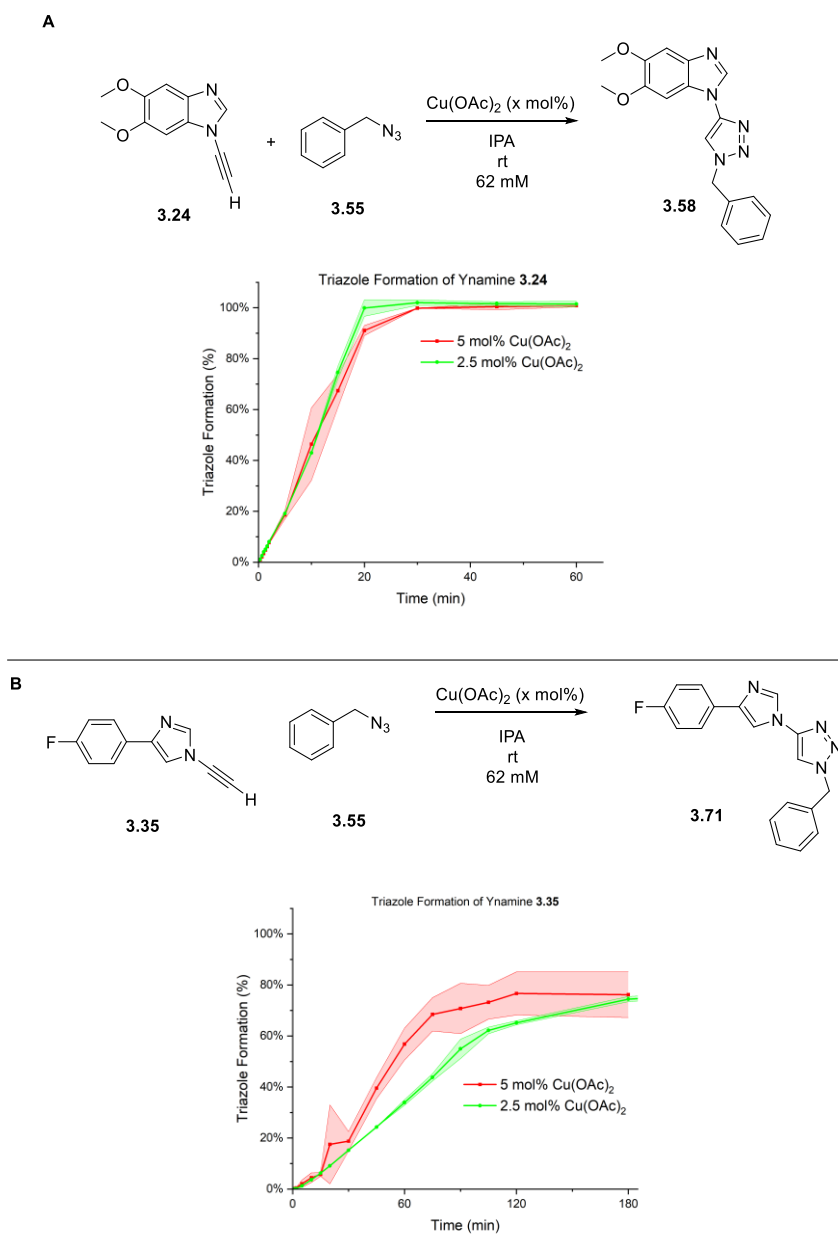 A
O
O
N
N
H
3.24
+
N₃
3.55
Cu(OAc)₂ (x mol%)
IPA
rt
62 mM
O
O
N
N
N
N
N
3.58
Triazole Formation of Ynamine 3.24
Triazole Formation (%)
100%
80%
60%
40%
20%
0%
5 mol% Cu(OAc)₂
2.5 mol% Cu(OAc)₂
0
20
40
60
Time (min)
B
F
N
N
H
3.35
N₃
3.55
Cu(OAc)₂ (x mol%)
IPA
rt
62 mM
F
N
N
N
N
N
3.71
Triazole Formation of Ynamine 3.35
Triazole Formation (%)
100%
80%
60%
40%
20%
0%
5 mol% Cu(OAc)₂
2.5 mol% Cu(OAc)₂
0
60
120
180
Time (min)